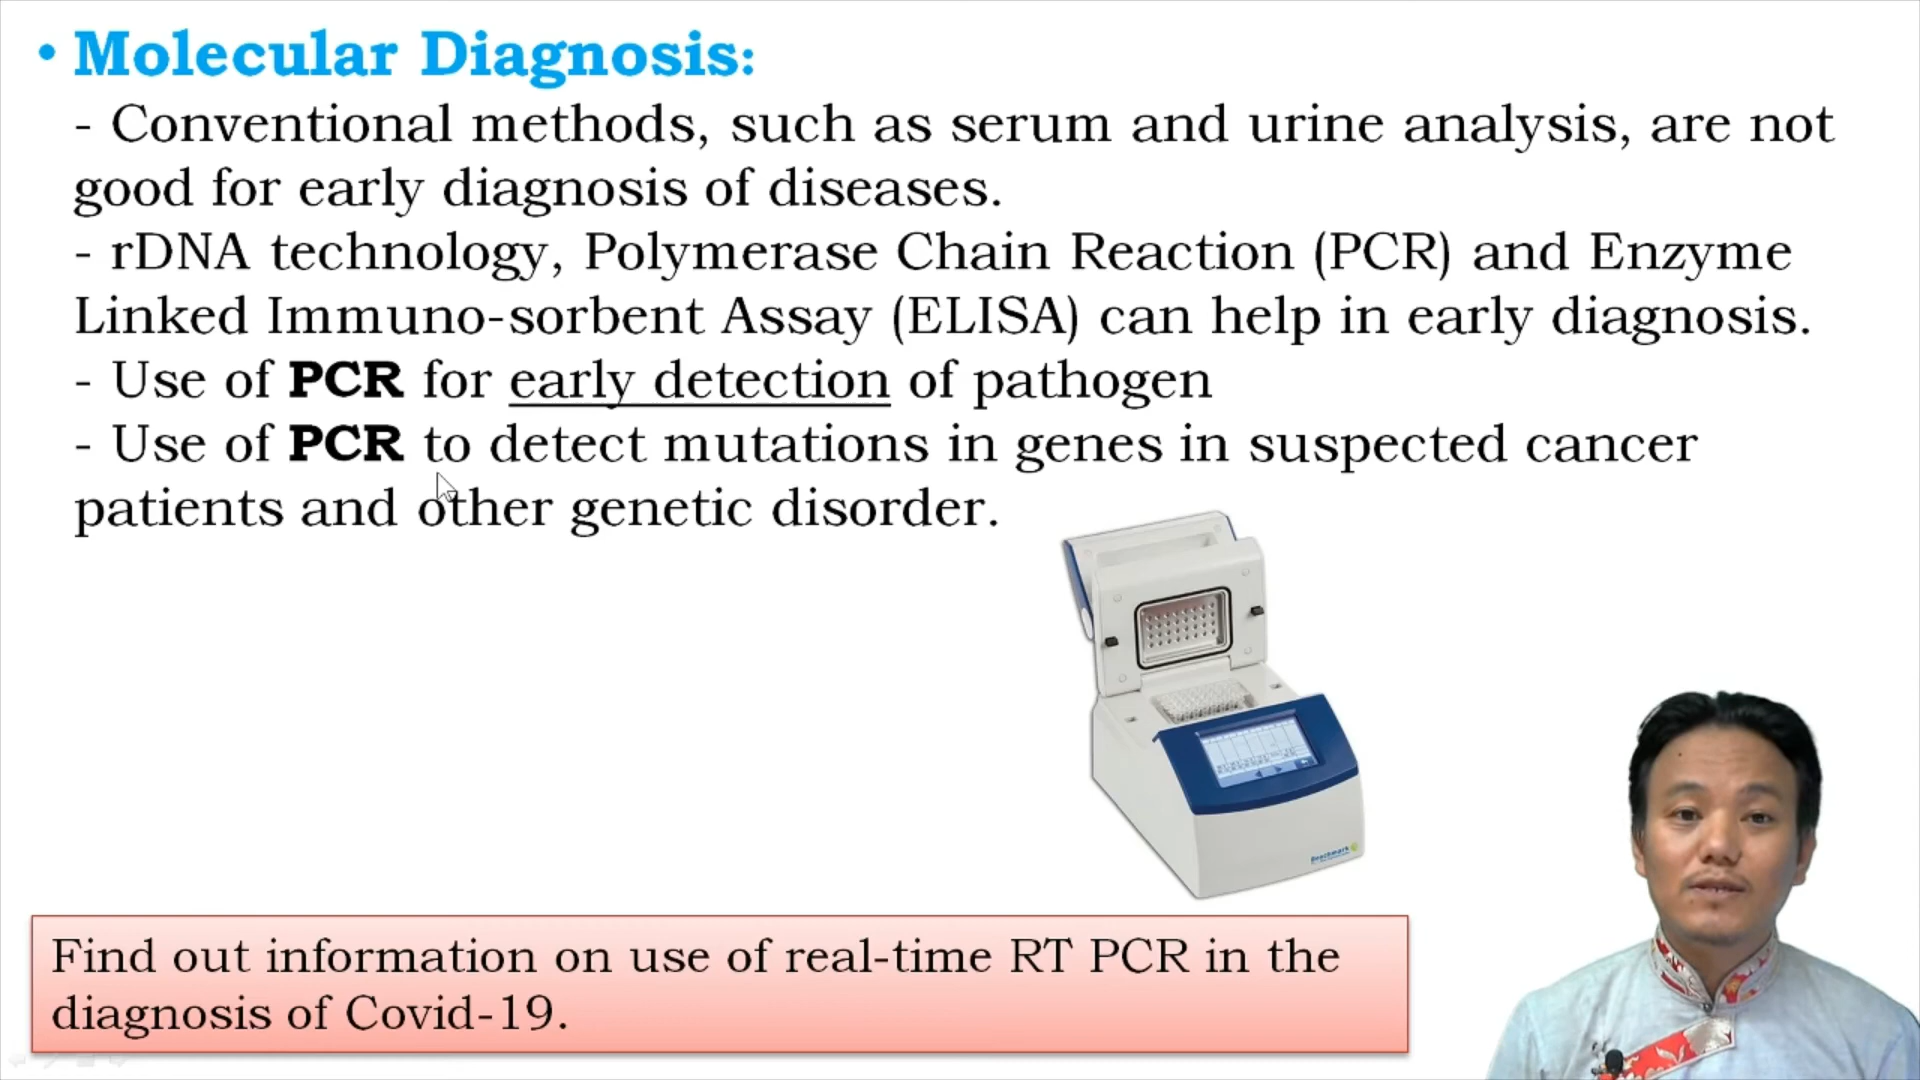 • Molecular Diagnosis:
- Conventional methods, such as serum and urine analysis, are not
good for early diagnosis of diseases.
- rDNA technology, Polymerase Chain Reaction (PCR) and Enzyme
Linked Immuno-sorbent Assay (ELISA) can help in early diagnosis.
- Use of PCR for early detection of pathogen
- Use of PCR to detect mutations in genes in suspected cancer
patients and other genetic disorder.
Benchmark
Find out information on use of real-time RT PCR in the
diagnosis of Covid-19.